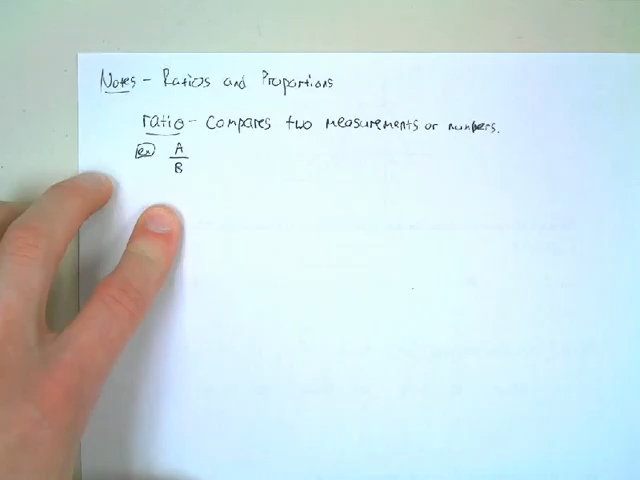 Notes - Ratios and Proportions
ratio - Compares two measurements or numbers.
ex A
B